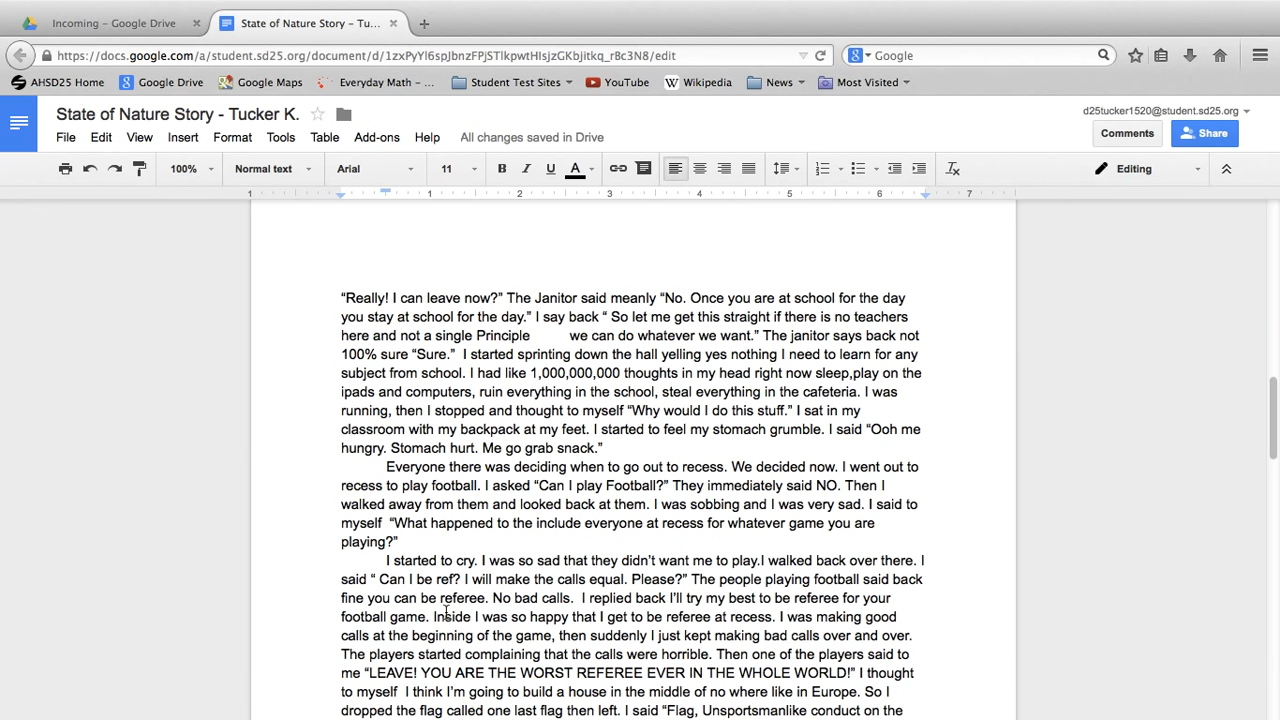 Incoming – Google Drive
State of Nature Story – Tu...
https://docs.google.com/a/student.sd25.org/document/d/1zxPyYl6spJbnzFPjSTlkpwtHIsjzGKbjitkq_rBc3N8/edit
Google
AHSD25 Home
Google Drive
Google Maps
Everyday Math – ...
Student Test Sites
YouTube
W Wikipedia
News
Most Visited
State of Nature Story - Tucker K.
d25tucker1520@student.sd25.org
File Edit View Insert Format Tools Table Add-ons Help All changes saved in Drive
Comments
Share
100% Normal text Arial 11 B I U A Editing
1 1 2 3 4 5 6 7
“Really! I can leave now?” The Janitor said meanly “No. Once you are at school for the day
you stay at school for the day.” I say back “ So let me get this straight if there is no teachers
here and not a single Principle we can do whatever we want.” The janitor says back not
100% sure “Sure.” I started sprinting down the hall yelling yes nothing I need to learn for any
subject from school. I had like 1,000,000,000 thoughts in my head right now sleep,play on the
ipads and computers, ruin everything in the school, steal everything in the cafeteria. I was
running, then I stopped and thought to myself “Why would I do this stuff.” I sat in my
classroom with my backpack at my feet. I started to feel my stomach grumble. I said “Ooh me
hungry. Stomach hurt. Me go grab snack.”
Everyone there was deciding when to go out to recess. We decided now. I went out to
recess to play football. I asked “Can I play Football?” They immediately said NO. Then I
walked away from them and looked back at them. I was sobbing and I was very sad. I said to
myself “What happened to the include everyone at recess for whatever game you are
playing?”
I started to cry. I was so sad that they didn’t want me to play.I walked back over there. I
said “ Can I be ref? I will make the calls equal. Please?” The people playing football said back
fine you can be referee. No bad calls. I replied back I’ll try my best to be referee for your
football game. Inside I was so happy that I get to be referee at recess. I was making good
calls at the beginning of the game, then suddenly I just kept making bad calls over and over.
The players started complaining that the calls were horrible. Then one of the players said to
me “LEAVE! YOU ARE THE WORST REFEREE EVER IN THE WHOLE WORLD!” I thought
to myself I think I'm going to build a house in the middle of no where like in Europe. So I
dropped the flag called one last flag then left. I said “Flag, Unsportsmanlike conduct on the